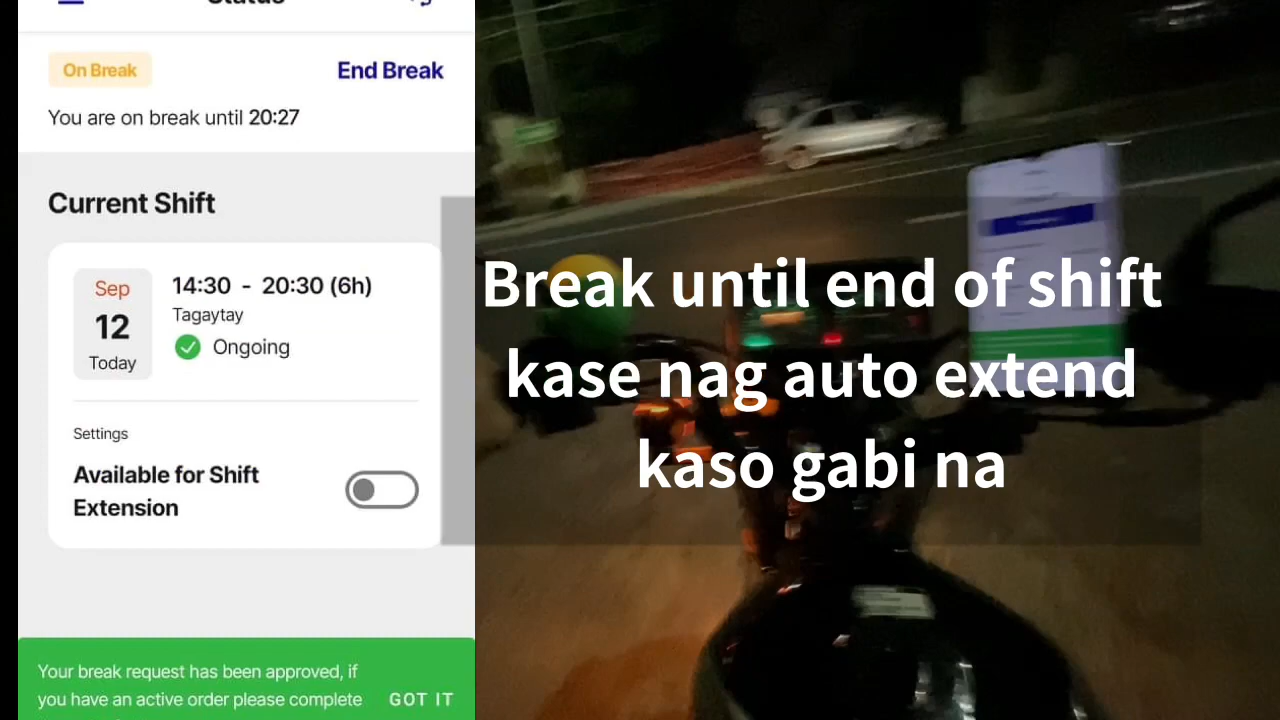 Status
On Break
End Break
You are on break until 20:27
Current Shift
Sep
12
Today
14:30 - 20:30 (6h)
Tagaytay
Ongoing
Settings
Available for Shift
Extension
Your break request has been approved, if
you have an active order please complete
GOT IT
Break until end of shift
kase nag auto extend
kaso gabi na